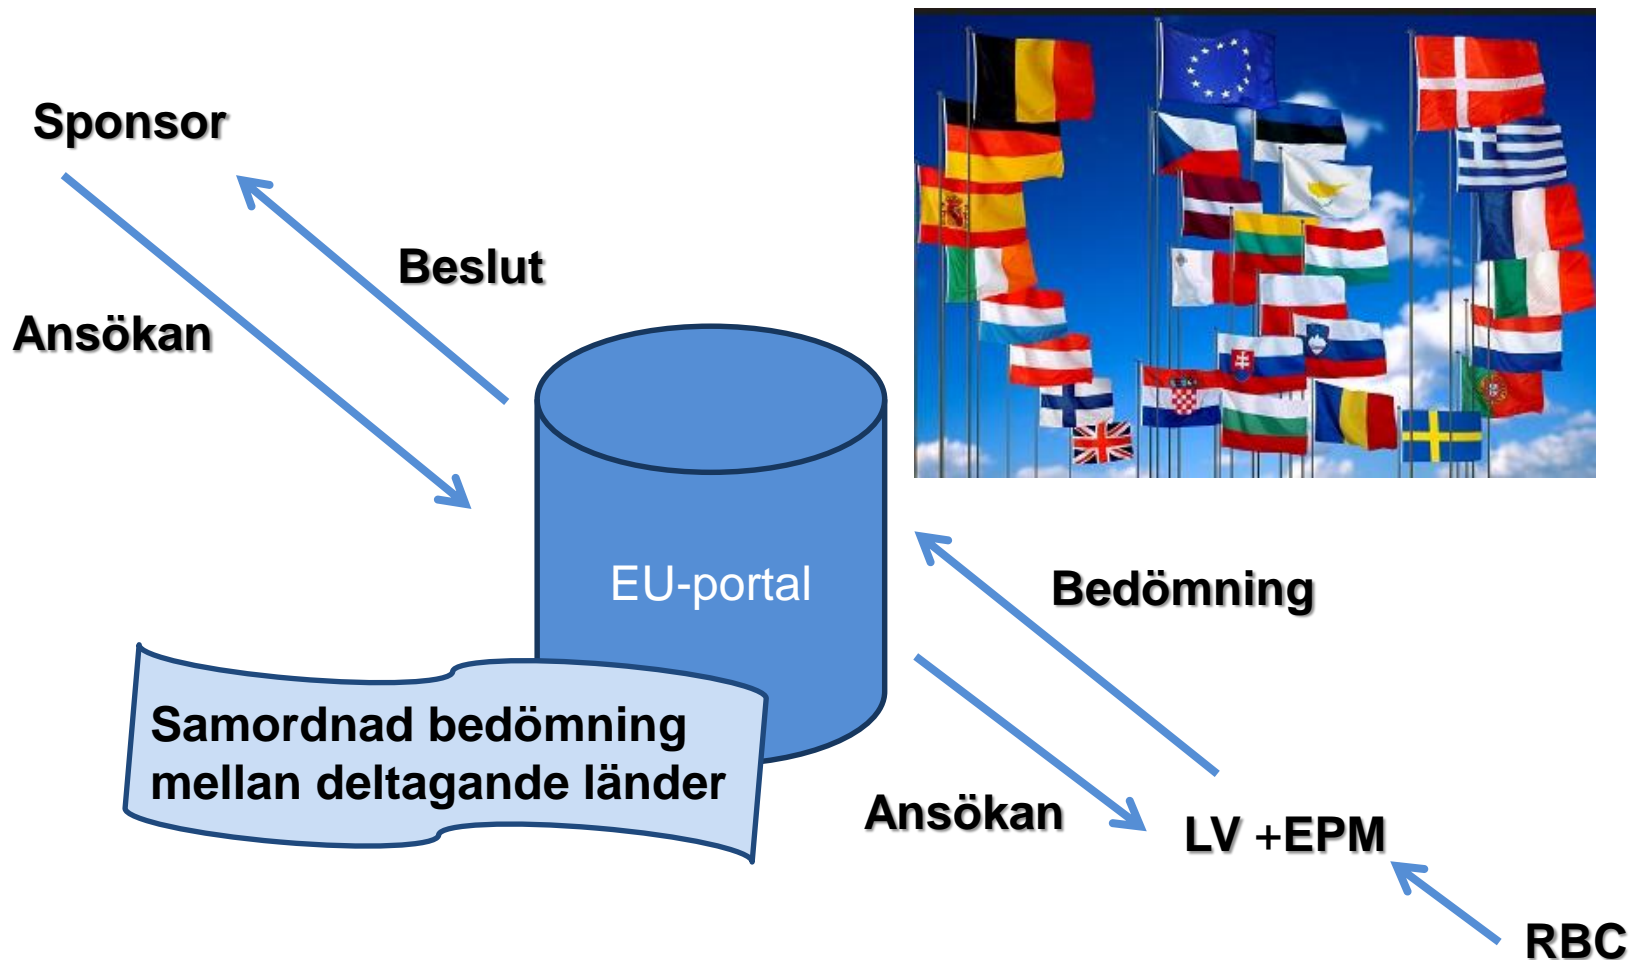 Sponsor
Beslut
Ansökan
EU-portal
Bedömning
Samordnad bedömning
mellan deltagande länder
Ansökan
LV +EPM
RBC